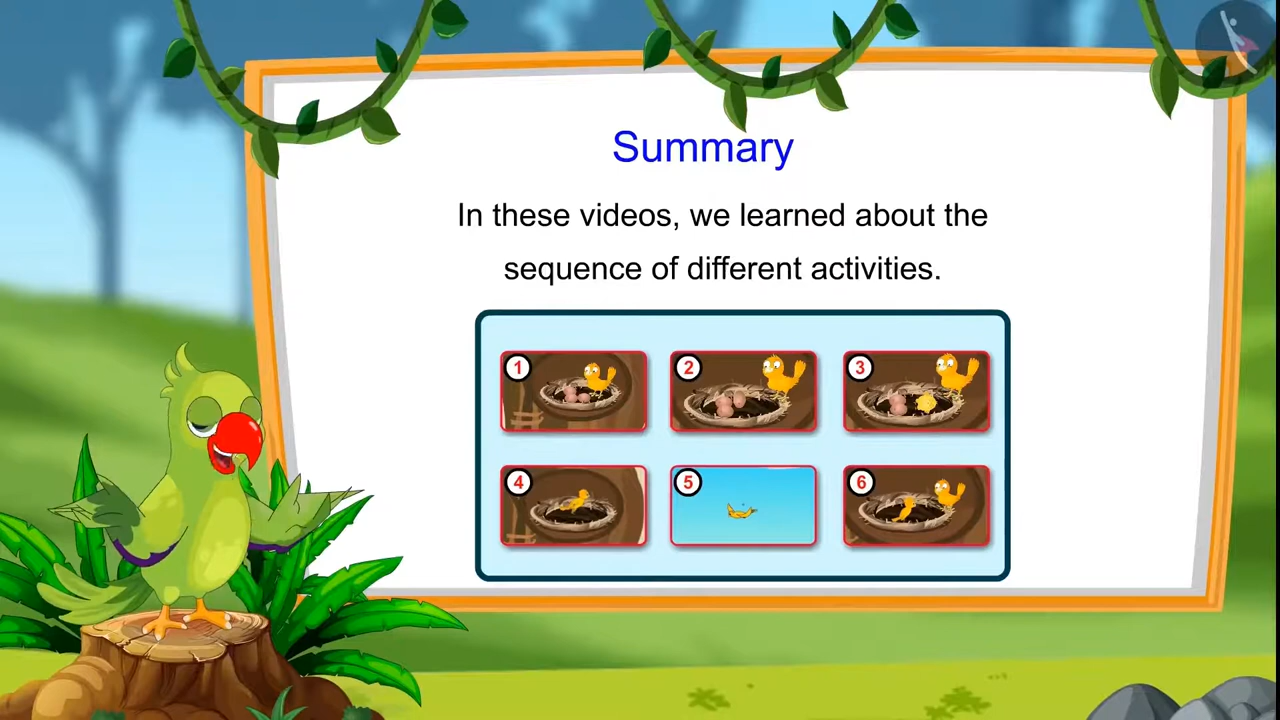 Summary
In these videos, we learned about the
sequence of different activities.
1
2
3
4
5
6